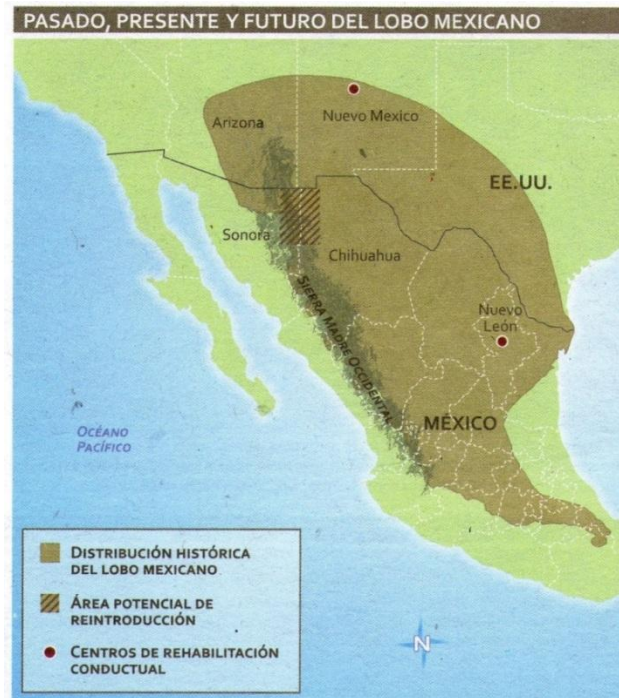 PASADO, PRESENTE Y FUTURO DEL LOBO MEXICANO
Arizona
Nuevo Mexico
EE.UU.
Sonora
Chihuahua
SIERRA MADRE OCCIDENTAL
Nuevo
León
MÉXICO
OCÉANO
PACÍFICO
DISTRIBUCIÓN HISTÓRICA
DEL LOBO MEXICANO
ÁREA POTENCIAL DE
REINTRODUCCIÓN
CENTROS DE REHABILITACIÓN
CONDUCTUAL
N